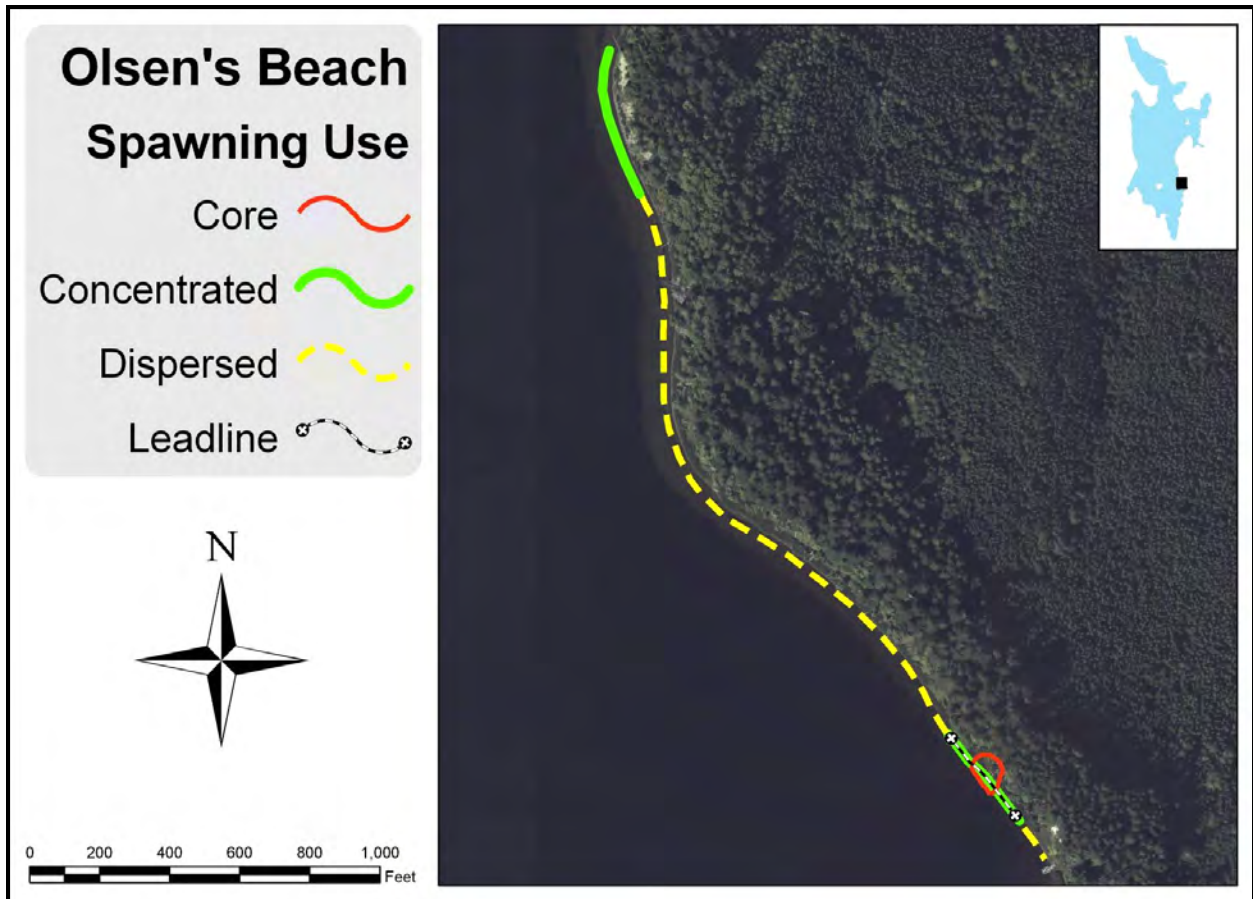 Olsen's Beach
Spawning Use
Core
Concentrated
Dispersed
Leadline
N
0 200 400 600 800 1,000
Feet